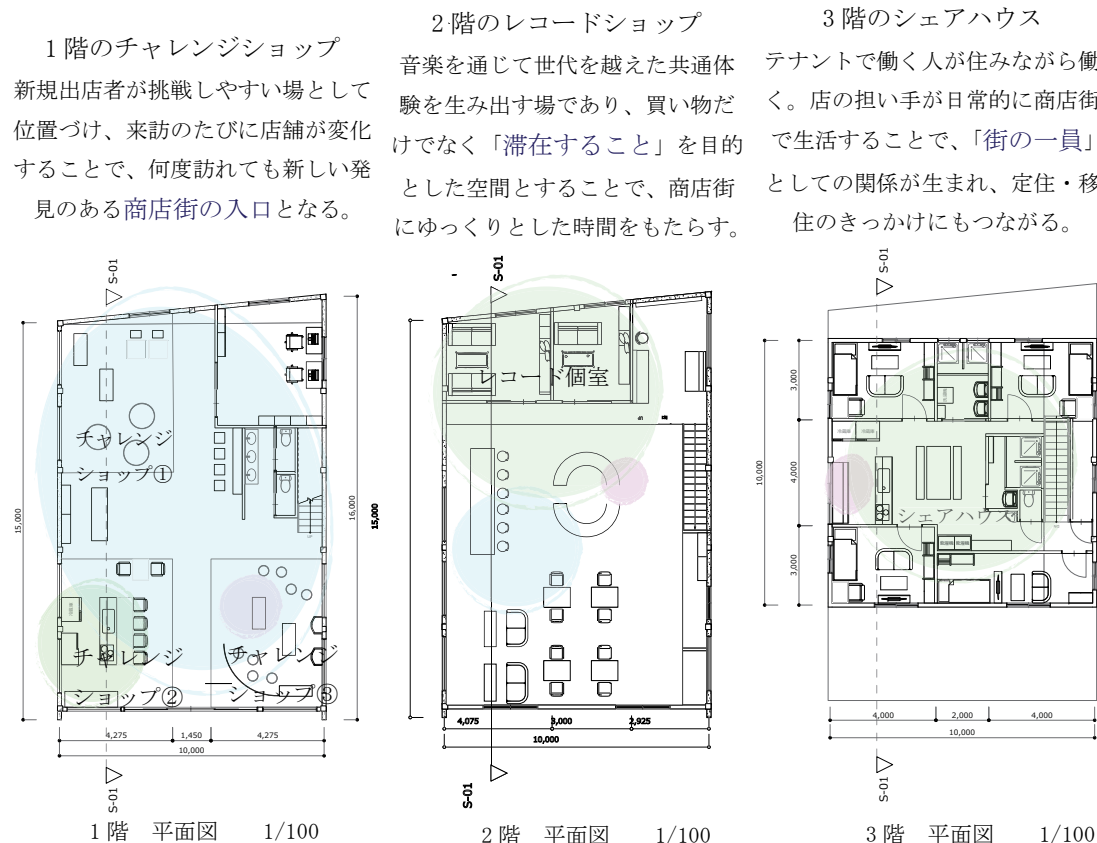 1階のチャレンジショップ
新規出店者が挑戦しやすい場として
位置づけ、来訪のたびに店舗が変化
することで、何度訪れても新しい発
見のある商店街の入口となる。
2階のレコードショップ
音楽を通じて世代を越えた共通体
験を生み出す場であり、買い物だ
けでなく「滞在すること」を目的
とした空間とすることで、商店街
にゆっくりとした時間をもたらす。
3階のシェアハウス
テナントで働く人が住みながら働
く。店の担い手が日常的に商店街
で生活することで、「街の一員」
としての関係が生まれ、定住・移
住のきっかけにもつながる。
S-01
チャレンジ
ショップ①
チャレンジ
ショップ②
チャレンジ
ショップ③
15,000
16,000
4,275
1,450
4,275
10,000
S-01
1階 平面図 1/100
S-01
レコード個室
15,000
4,075
3,000
2,925
10,000
S-01
2階 平面図 1/100
S-01
シェアハウス
10,000
3,000
4,000
3,000
4,000
2,000
4,000
10,000
S-01
3階 平面図 1/100